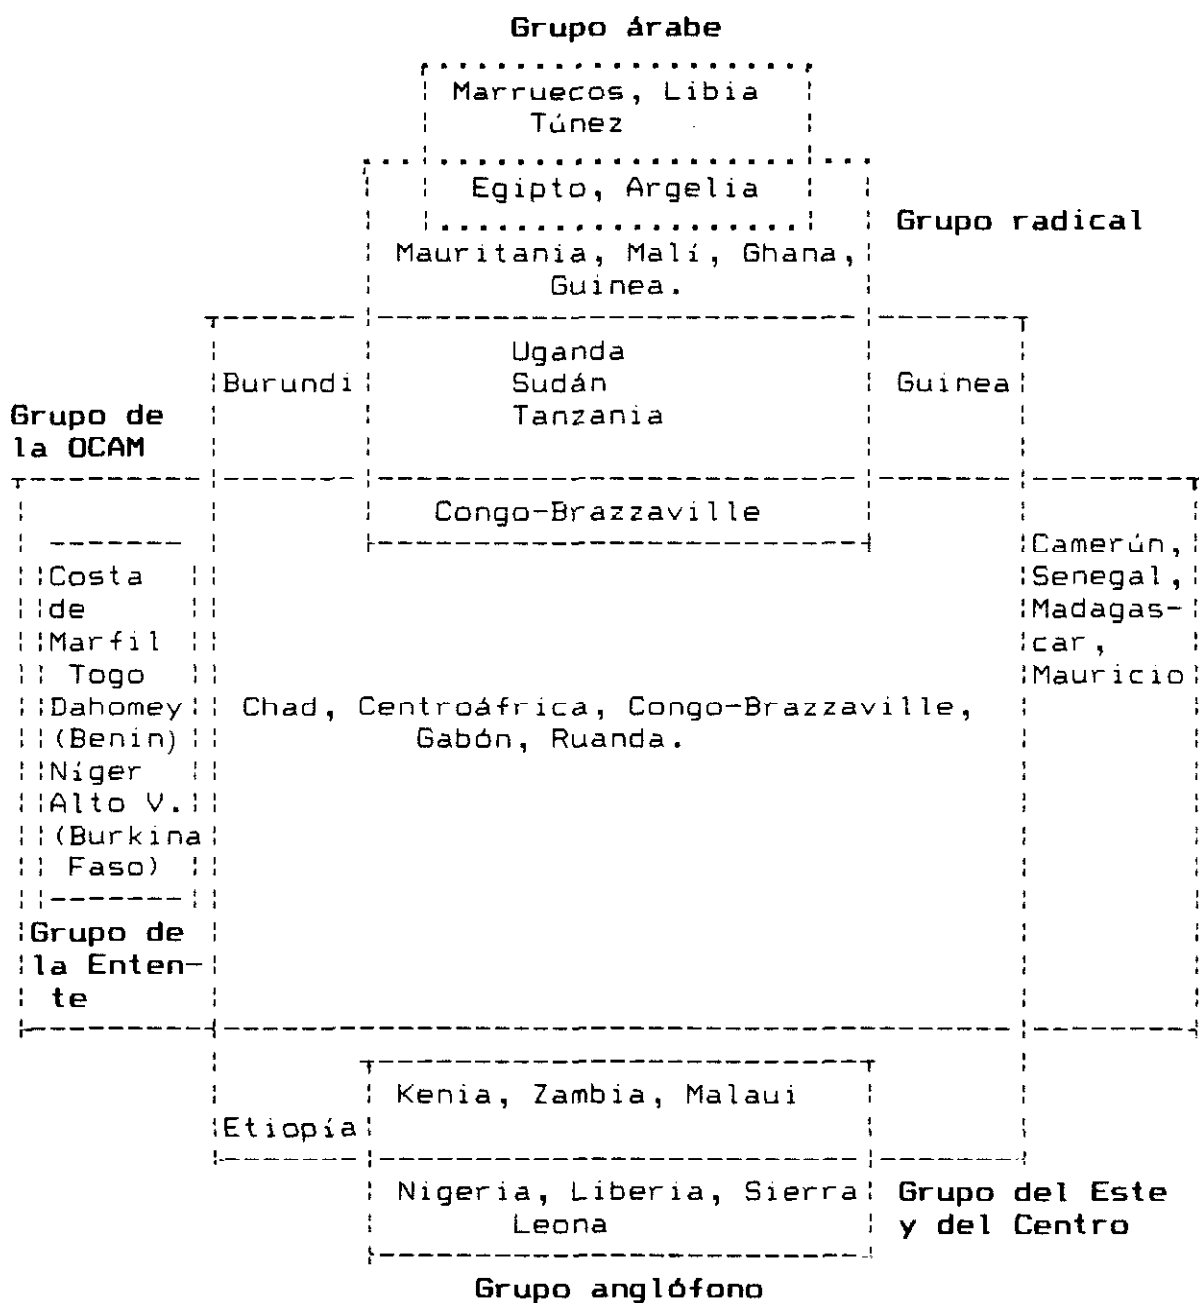 Grupo árabe
Marruecos, Libia
Túnez
Egipto, Argelia
Grupo radical
Mauritania, Malí, Ghana,
Guinea.
Uganda
Burundi Sudán Guinea
Tanzania
Grupo de
la OCAM
Congo-Brazzaville
Costa
de
Marfil
Togo
Dahomey
(Benin)
Níger
Alto V.
(Burkina
Faso)
Grupo de
la Enten-
te
Chad, Centroáfrica, Congo-Brazzaville,
Gabón, Ruanda.
Camerún,
Senegal,
Madagas-
car,
Mauricio
Kenia, Zambia, Malaui
Etiopía
Nigeria, Liberia, Sierra
Leona
Grupo del Este
y del Centro
Grupo anglófono